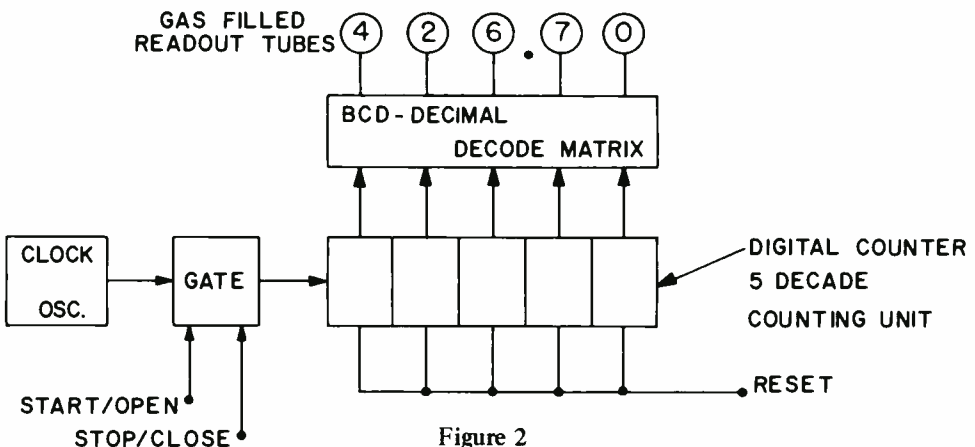 GAS FILLED
READOUT TUBES
4 2 6 . 7 0
BCD - DECIMAL
DECODE MATRIX
CLOCK
OSC.
GATE
DIGITAL COUNTER
5 DECADE
COUNTING UNIT
RESET
START/OPEN
STOP/CLOSE
Figure 2